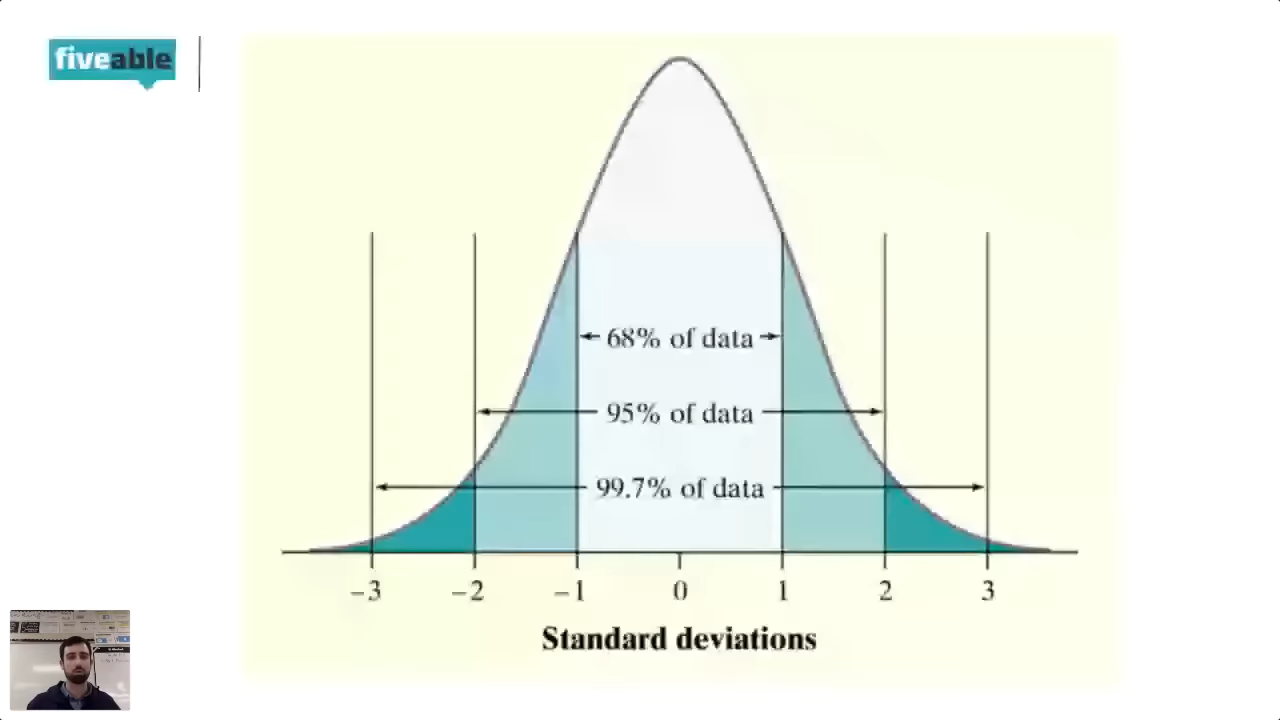 fiveable
68% of data
95% of data
99.7% of data
−3 −2 −1 0 1 2 3
Standard deviations